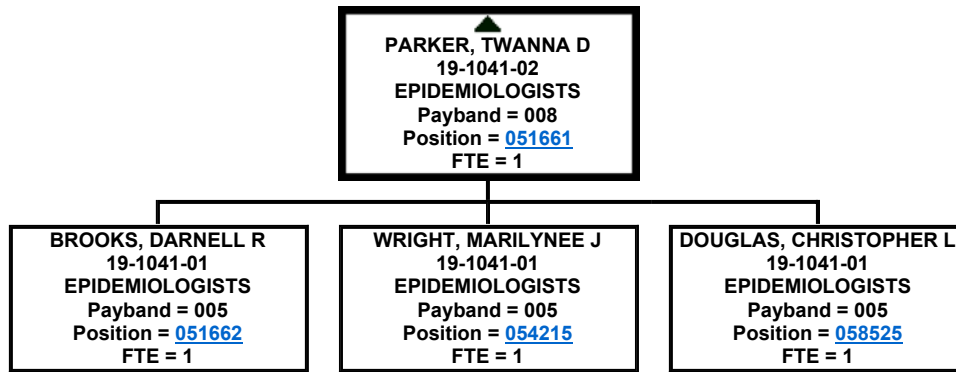 PARKER, TWANNA D
19-1041-02
EPIDEMIOLOGISTS
Payband = 008
Position = 051661
FTE = 1
BROOKS, DARNELL R
19-1041-01
EPIDEMIOLOGISTS
Payband = 005
Position = 051662
FTE = 1
WRIGHT, MARILYNEE J
19-1041-01
EPIDEMIOLOGISTS
Payband = 005
Position = 054215
FTE = 1
DOUGLAS, CHRISTOPHER L
19-1041-01
EPIDEMIOLOGISTS
Payband = 005
Position = 058525
FTE = 1